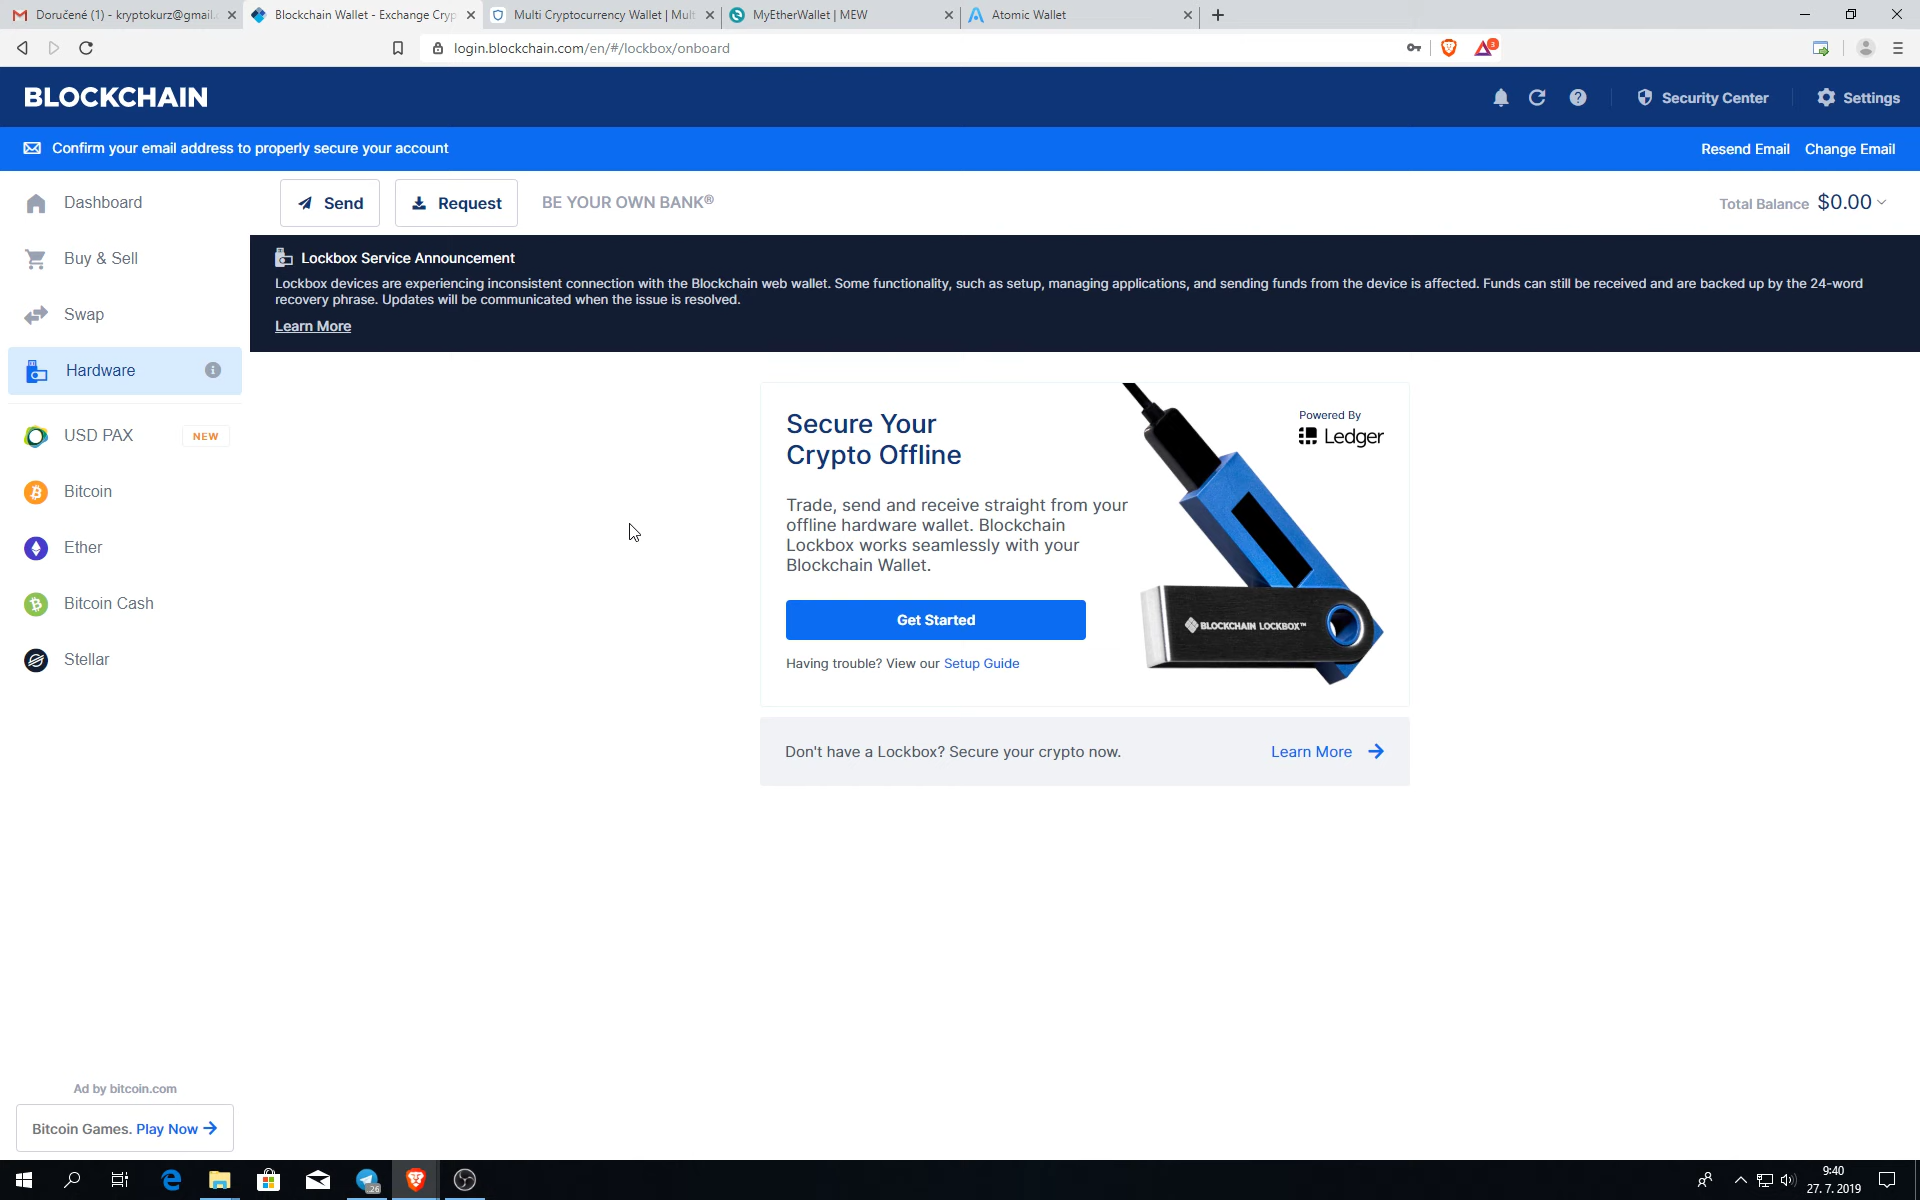 Doručené (1) - kryptokurz@gmail.
Blockchain Wallet - Exchange Cryp
Multi Cryptocurrency Wallet | Mult
MyEtherWallet | MEW
Atomic Wallet
login.blockchain.com/en/#/lockbox/onboard
3
BLOCKCHAIN
Security Center
Settings
Confirm your email address to properly secure your account
Resend Email
Change Email
Dashboard
Send
Request
BE YOUR OWN BANK®
Total Balance $0.00
Buy & Sell
Swap
Hardware
USD PAX
NEW
Bitcoin
Ether
Bitcoin Cash
Stellar
Lockbox Service Announcement
Lockbox devices are experiencing inconsistent connection with the Blockchain web wallet. Some functionality, such as setup, managing applications, and sending funds from the device is affected. Funds can still be received and are backed up by the 24-word
recovery phrase. Updates will be communicated when the issue is resolved.
Learn More
Secure Your
Crypto Offline
Powered By
Ledger
Trade, send and receive straight from your
offline hardware wallet. Blockchain
Lockbox works seamlessly with your
Blockchain Wallet.
Get Started
BLOCKCHAIN LOCKBOX™
Having trouble? View our Setup Guide
Don't have a Lockbox? Secure your crypto now.
Learn More
Ad by bitcoin.com
Bitcoin Games. Play Now
26
9:40
27. 7. 2019